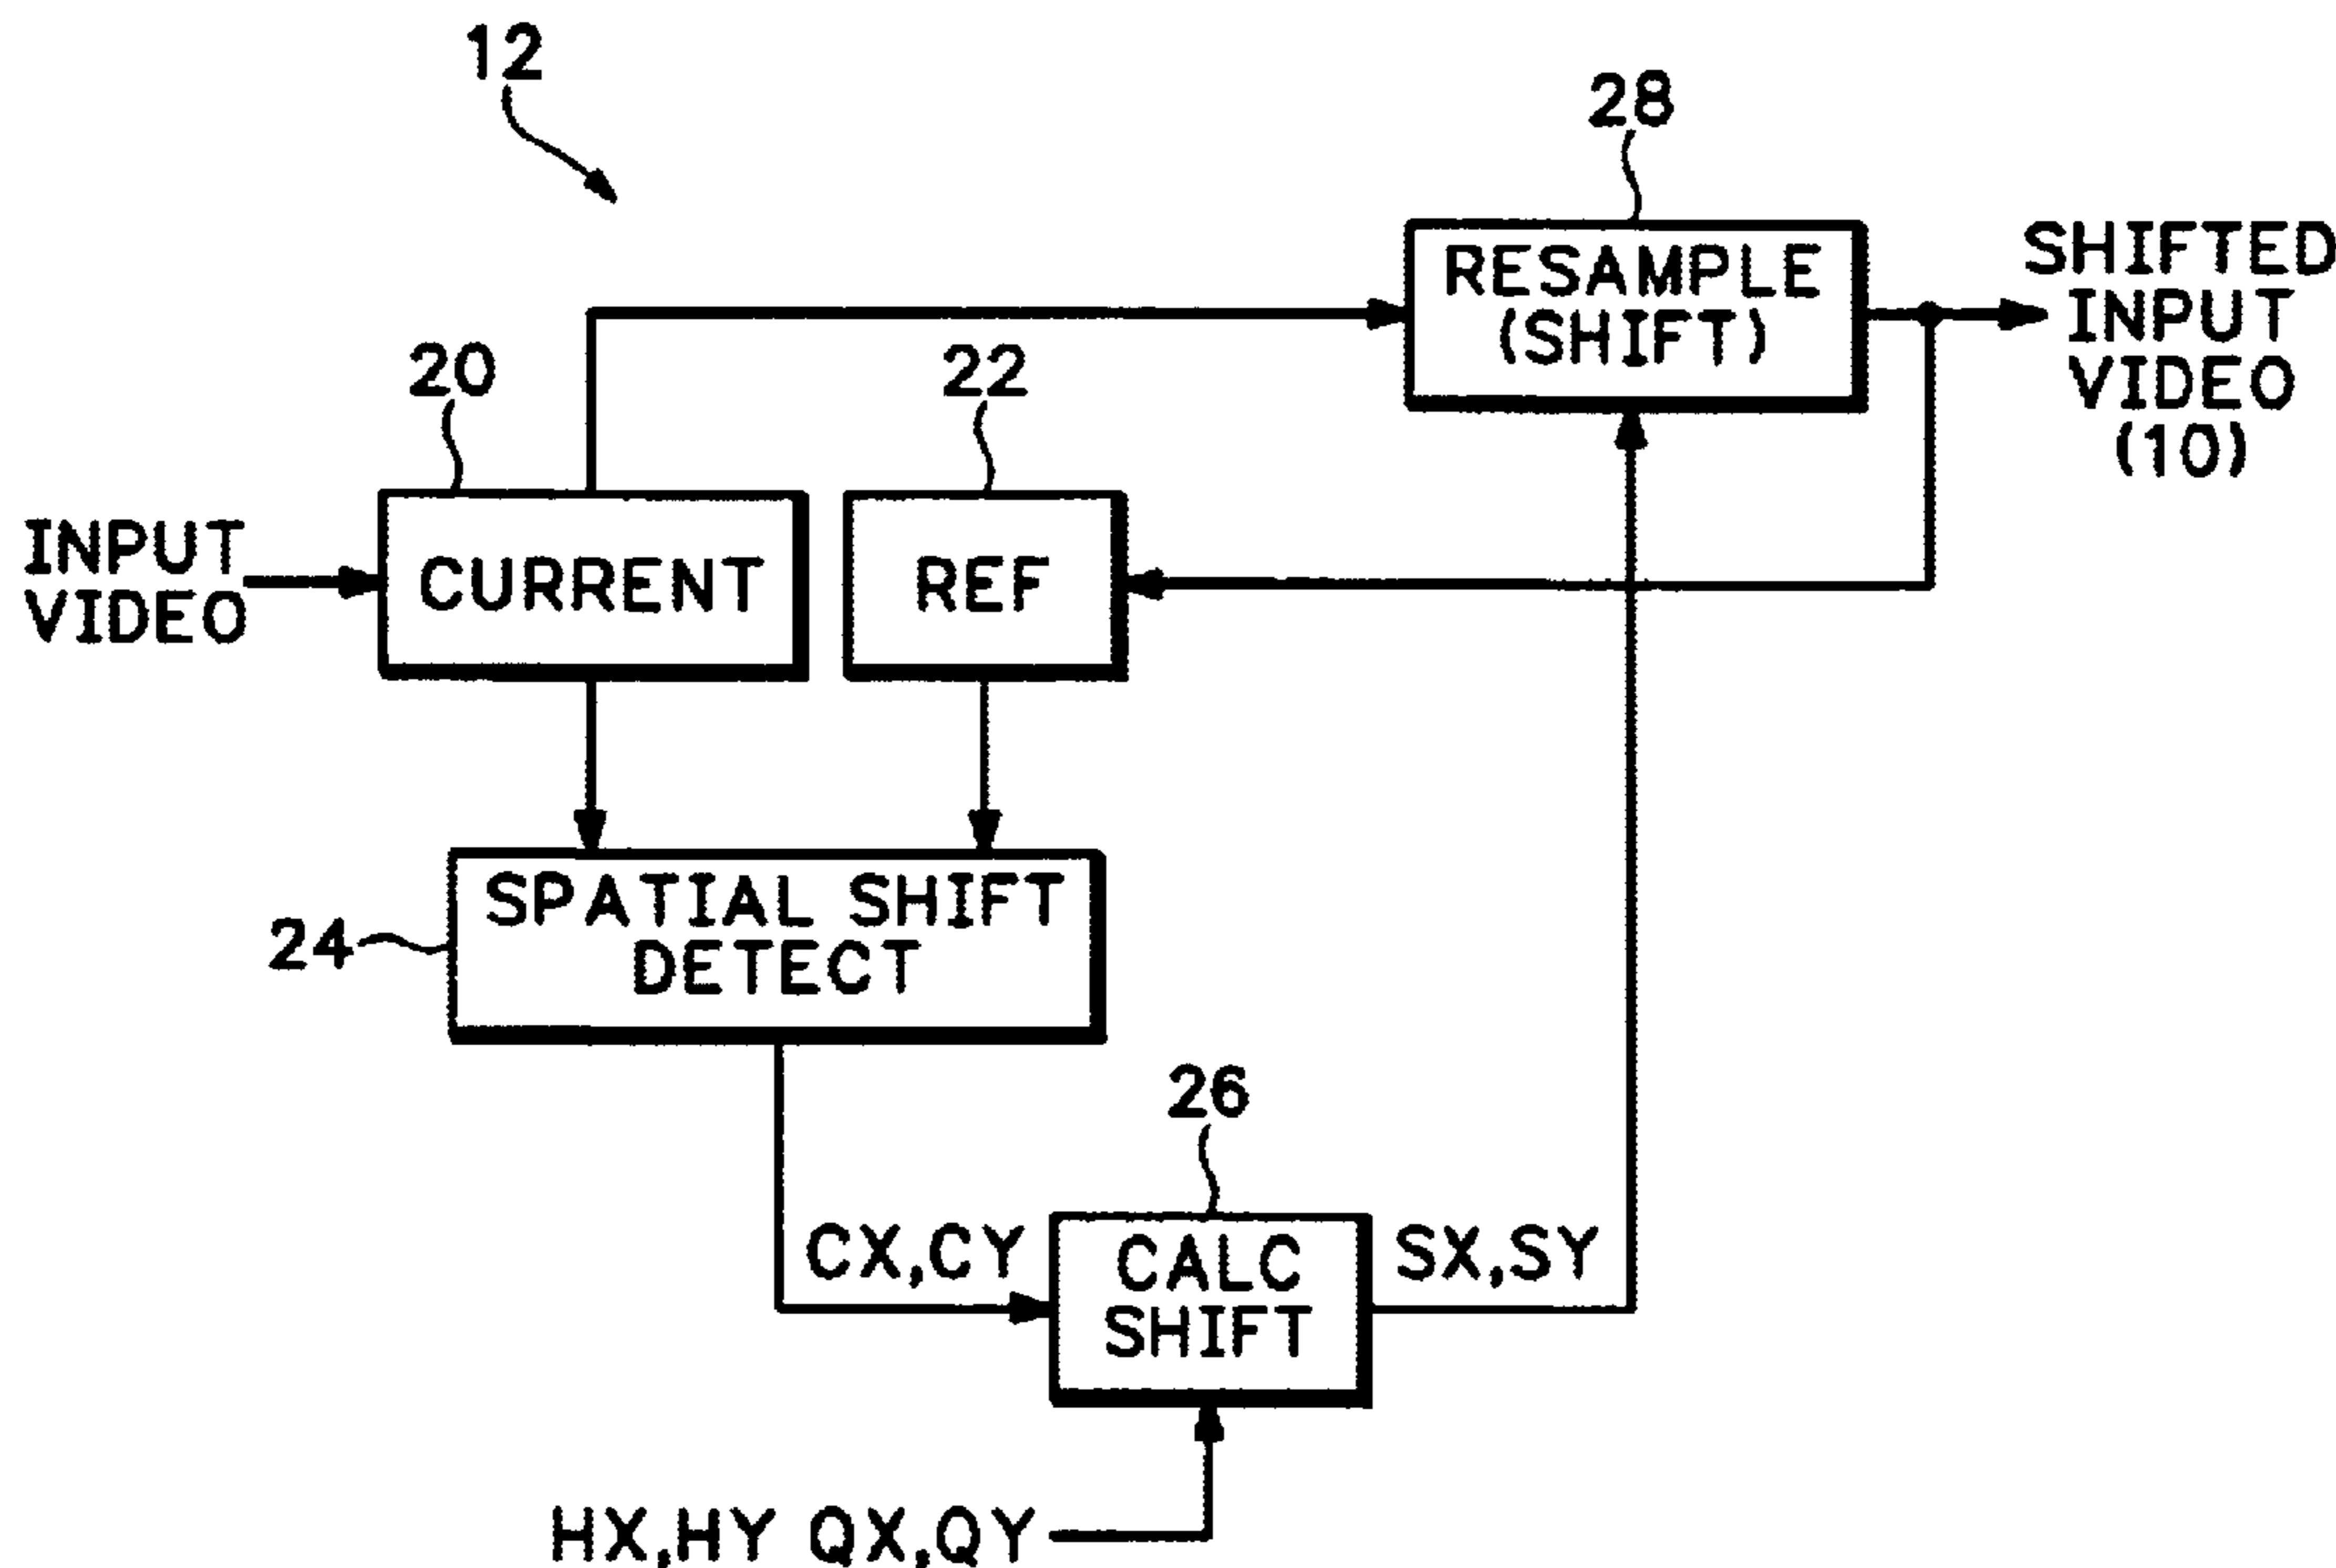 12
28
RESAMPLE
(SHIFT)
SHIFTED
INPUT
VIDEO
(10)
20
22
INPUT
VIDEO
CURRENT
REF
24
SPATIAL SHIFT
DETECT
26
CX,CY
CALC
SHIFT
SX,SY
HX,HY QX,QY